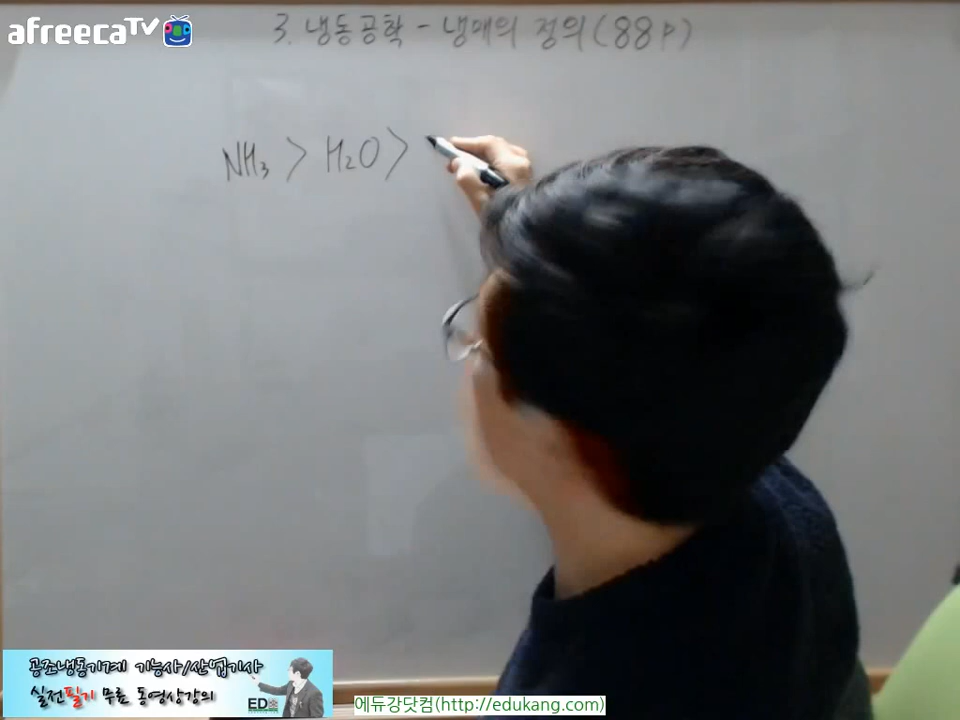 afreecaTV
3. 냉동공학 - 냉매의 정의 (88p)
NH₃ > H₂O >
공조냉동기계 기능사/산업기사
실전필기 무료 동영상강의
ED
에듀강닷컴(http://edukang.com)